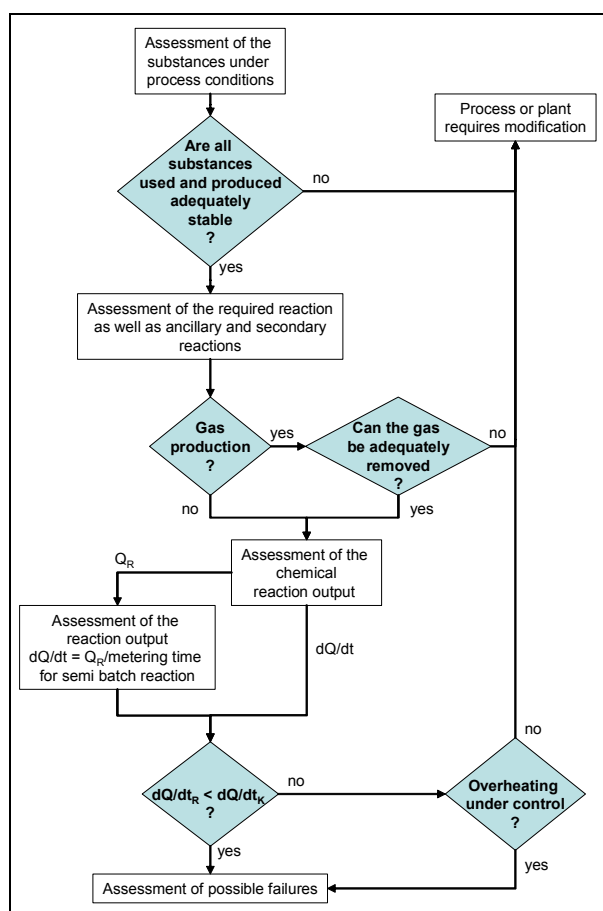 Assessment of the
substances under
process conditions
Process or plant
requires modification
Are all
substances
used and produced
adequately
stable
?
no
yes
Assessment of the required reaction
as well as ancillary and secondary
reactions
Gas
production
?
yes
Can the gas
be adequately
removed
?
no
no
yes
Q_R
Assessment of the
chemical
reaction output
Assessment of the
reaction output
dQ/dt = Q_R/metering time
for semi batch reaction
dQ/dt
no
dQ/dt_R < dQ/dt_K
?
no
Overheating
under control
?
yes
yes
Assessment of possible failures